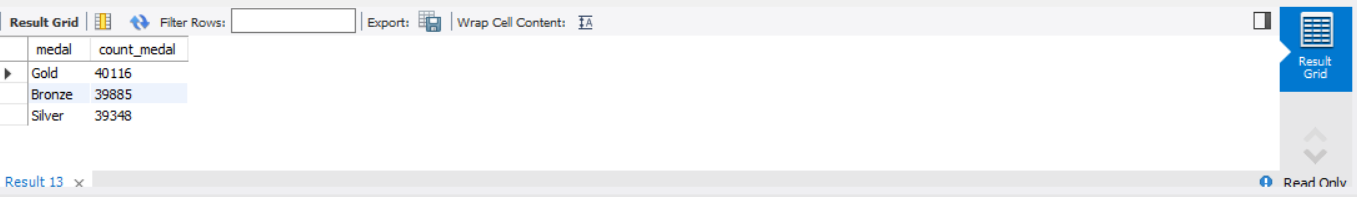 Result Grid Filter Rows: Export: Wrap Cell Content: IA
medal count_medal
Gold 40116
Bronze 39885
Silver 39348
Result
Grid
Result 13 ×
Read Only